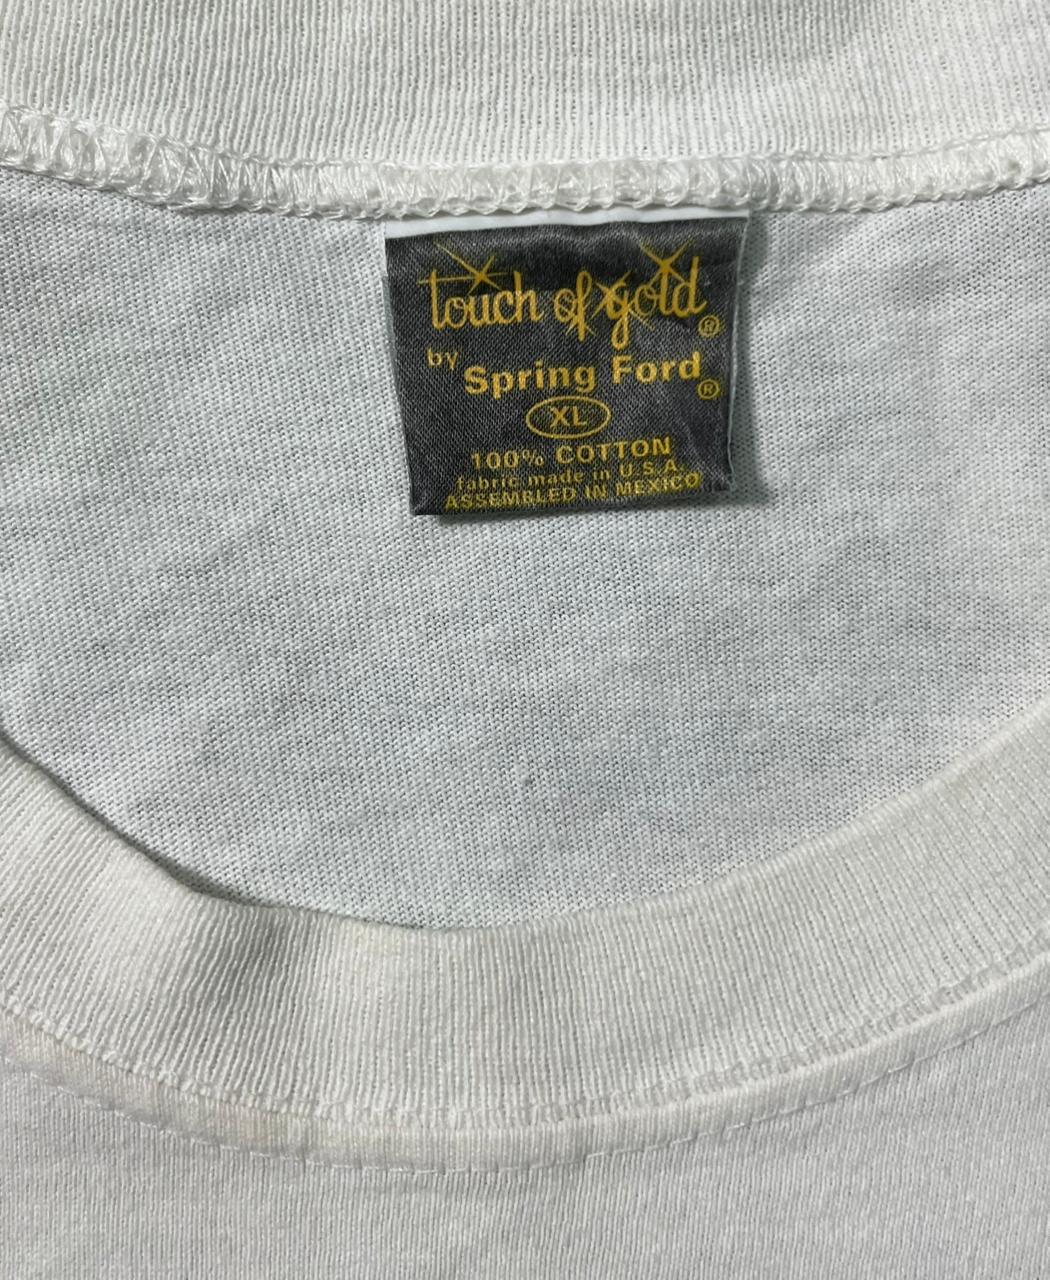 touch of gold®
by Spring Ford®
XL
100% COTTON
fabric made in U.S.A.
ASSEMBLED IN MEXICO